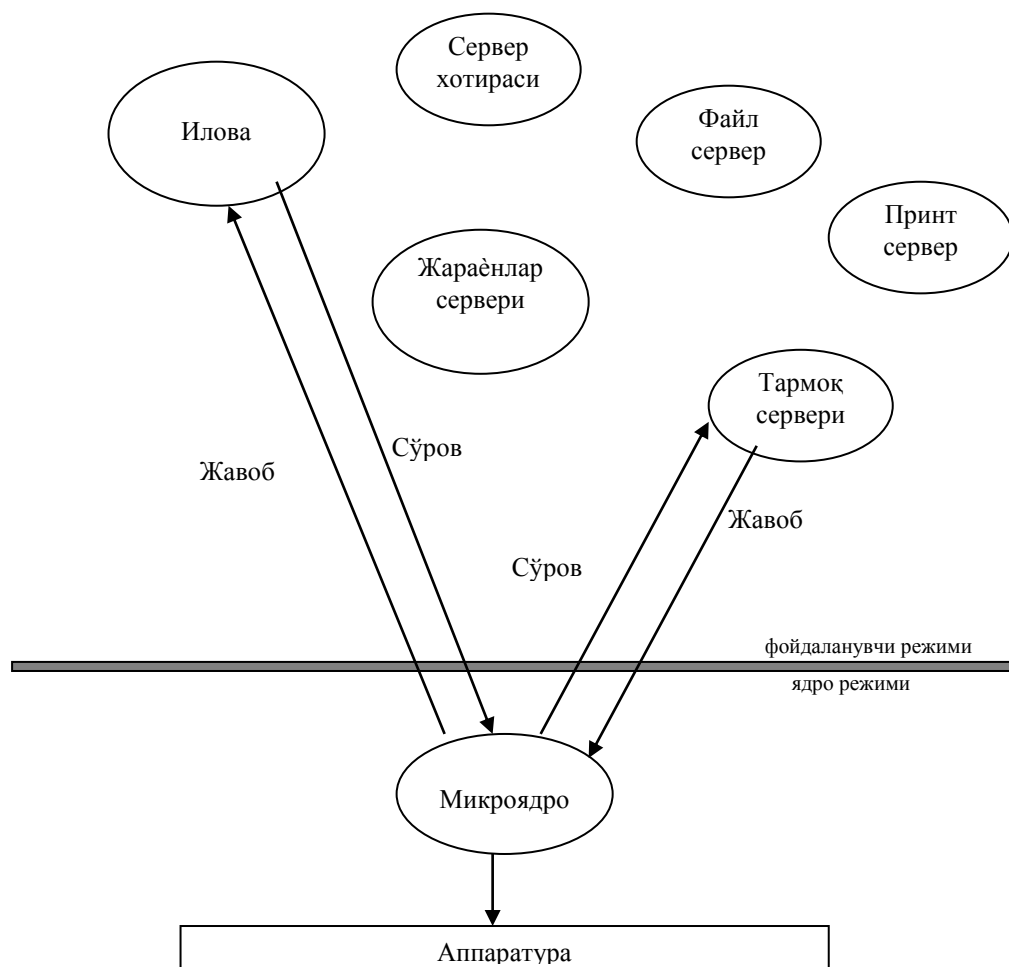 Сервер
хотираси
Илова
Файл
сервер
Принт
сервер
Жараѐнлар
сервери
Тармоқ
сервери
Сўров
Жавоб
Жавоб
Сўров
фойдаланувчи режими
ядро режими
Микроядро
Аппаратура